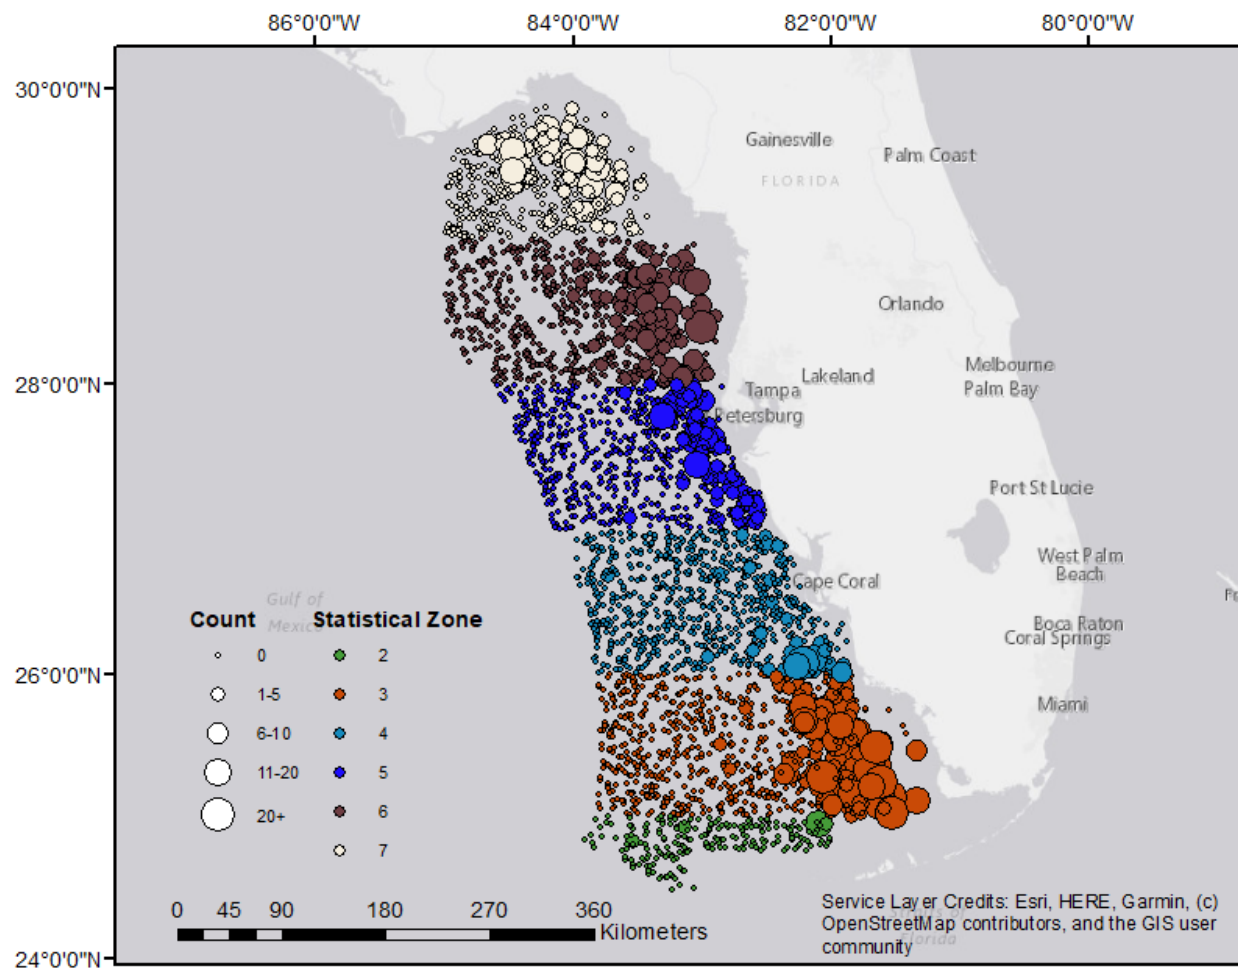 86°0'0"W 84°0'0"W 82°0'0"W 80°0'0"W
30°0'0"N
Gainesville
Palm Coast
FLORIDA
Orlando
28°0'0"N
Melbourne
Lakeland
Palm Bay
Tampa
Petersburg
Port St Lucie
West Palm
Beach
Cape Coral
Gulf of
Mexico
Boca Raton
Coral Springs
26°0'0"N
Miami
Count Statistical Zone
0 2
1-5 3
6-10 4
11-20 5
20+ 6
7
0 45 90 180 270 360
Kilometers
Service Layer Credits: Esri, HERE, Garmin, (c)
OpenStreetMap contributors, and the GIS user
community
Straits of
Florida
24°0'0"N